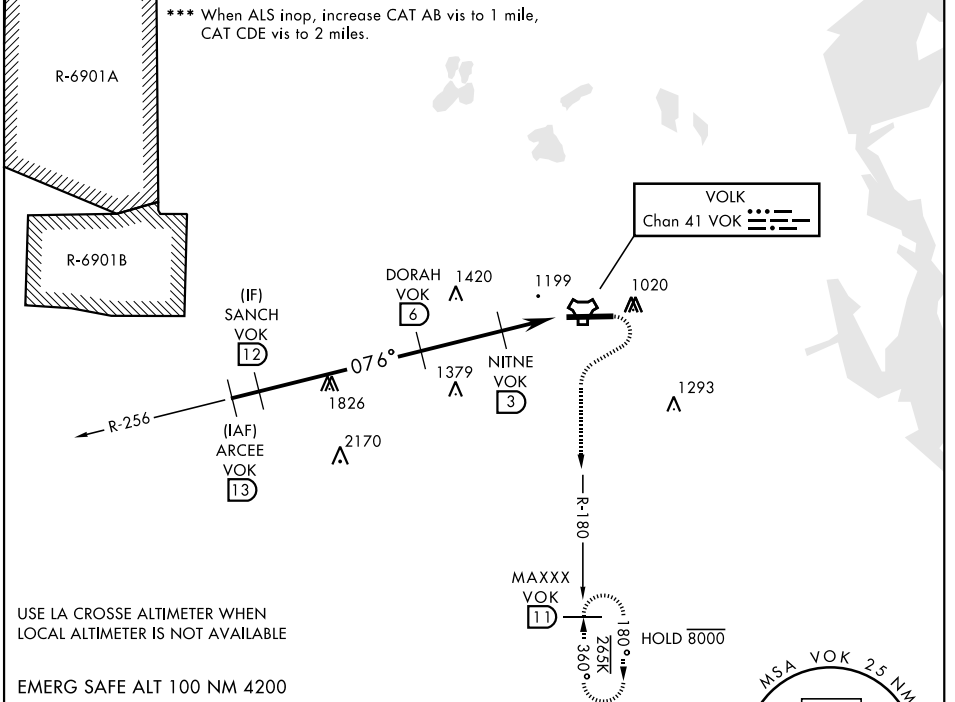 *** When ALS inop, increase CAT AB vis to 1 mile,
CAT CDE vis to 2 miles.
R-6901A
R-6901B
VOLK
Chan 41 VOK
DORAH
VOK
6
1420
1199
1020
(IF)
SANCH
VOK
12
076°
1826
1379
NITNE
VOK
3
1293
R-256
(IAF)
ARCEE
VOK
13
2170
R-180
MAXXX
VOK
11
180°
265K
360°
HOLD 8000
USE LA CROSSE ALTIMETER WHEN
LOCAL ALTIMETER IS NOT AVAILABLE
EMERG SAFE ALT 100 NM 4200
MSA VOK 25 NM